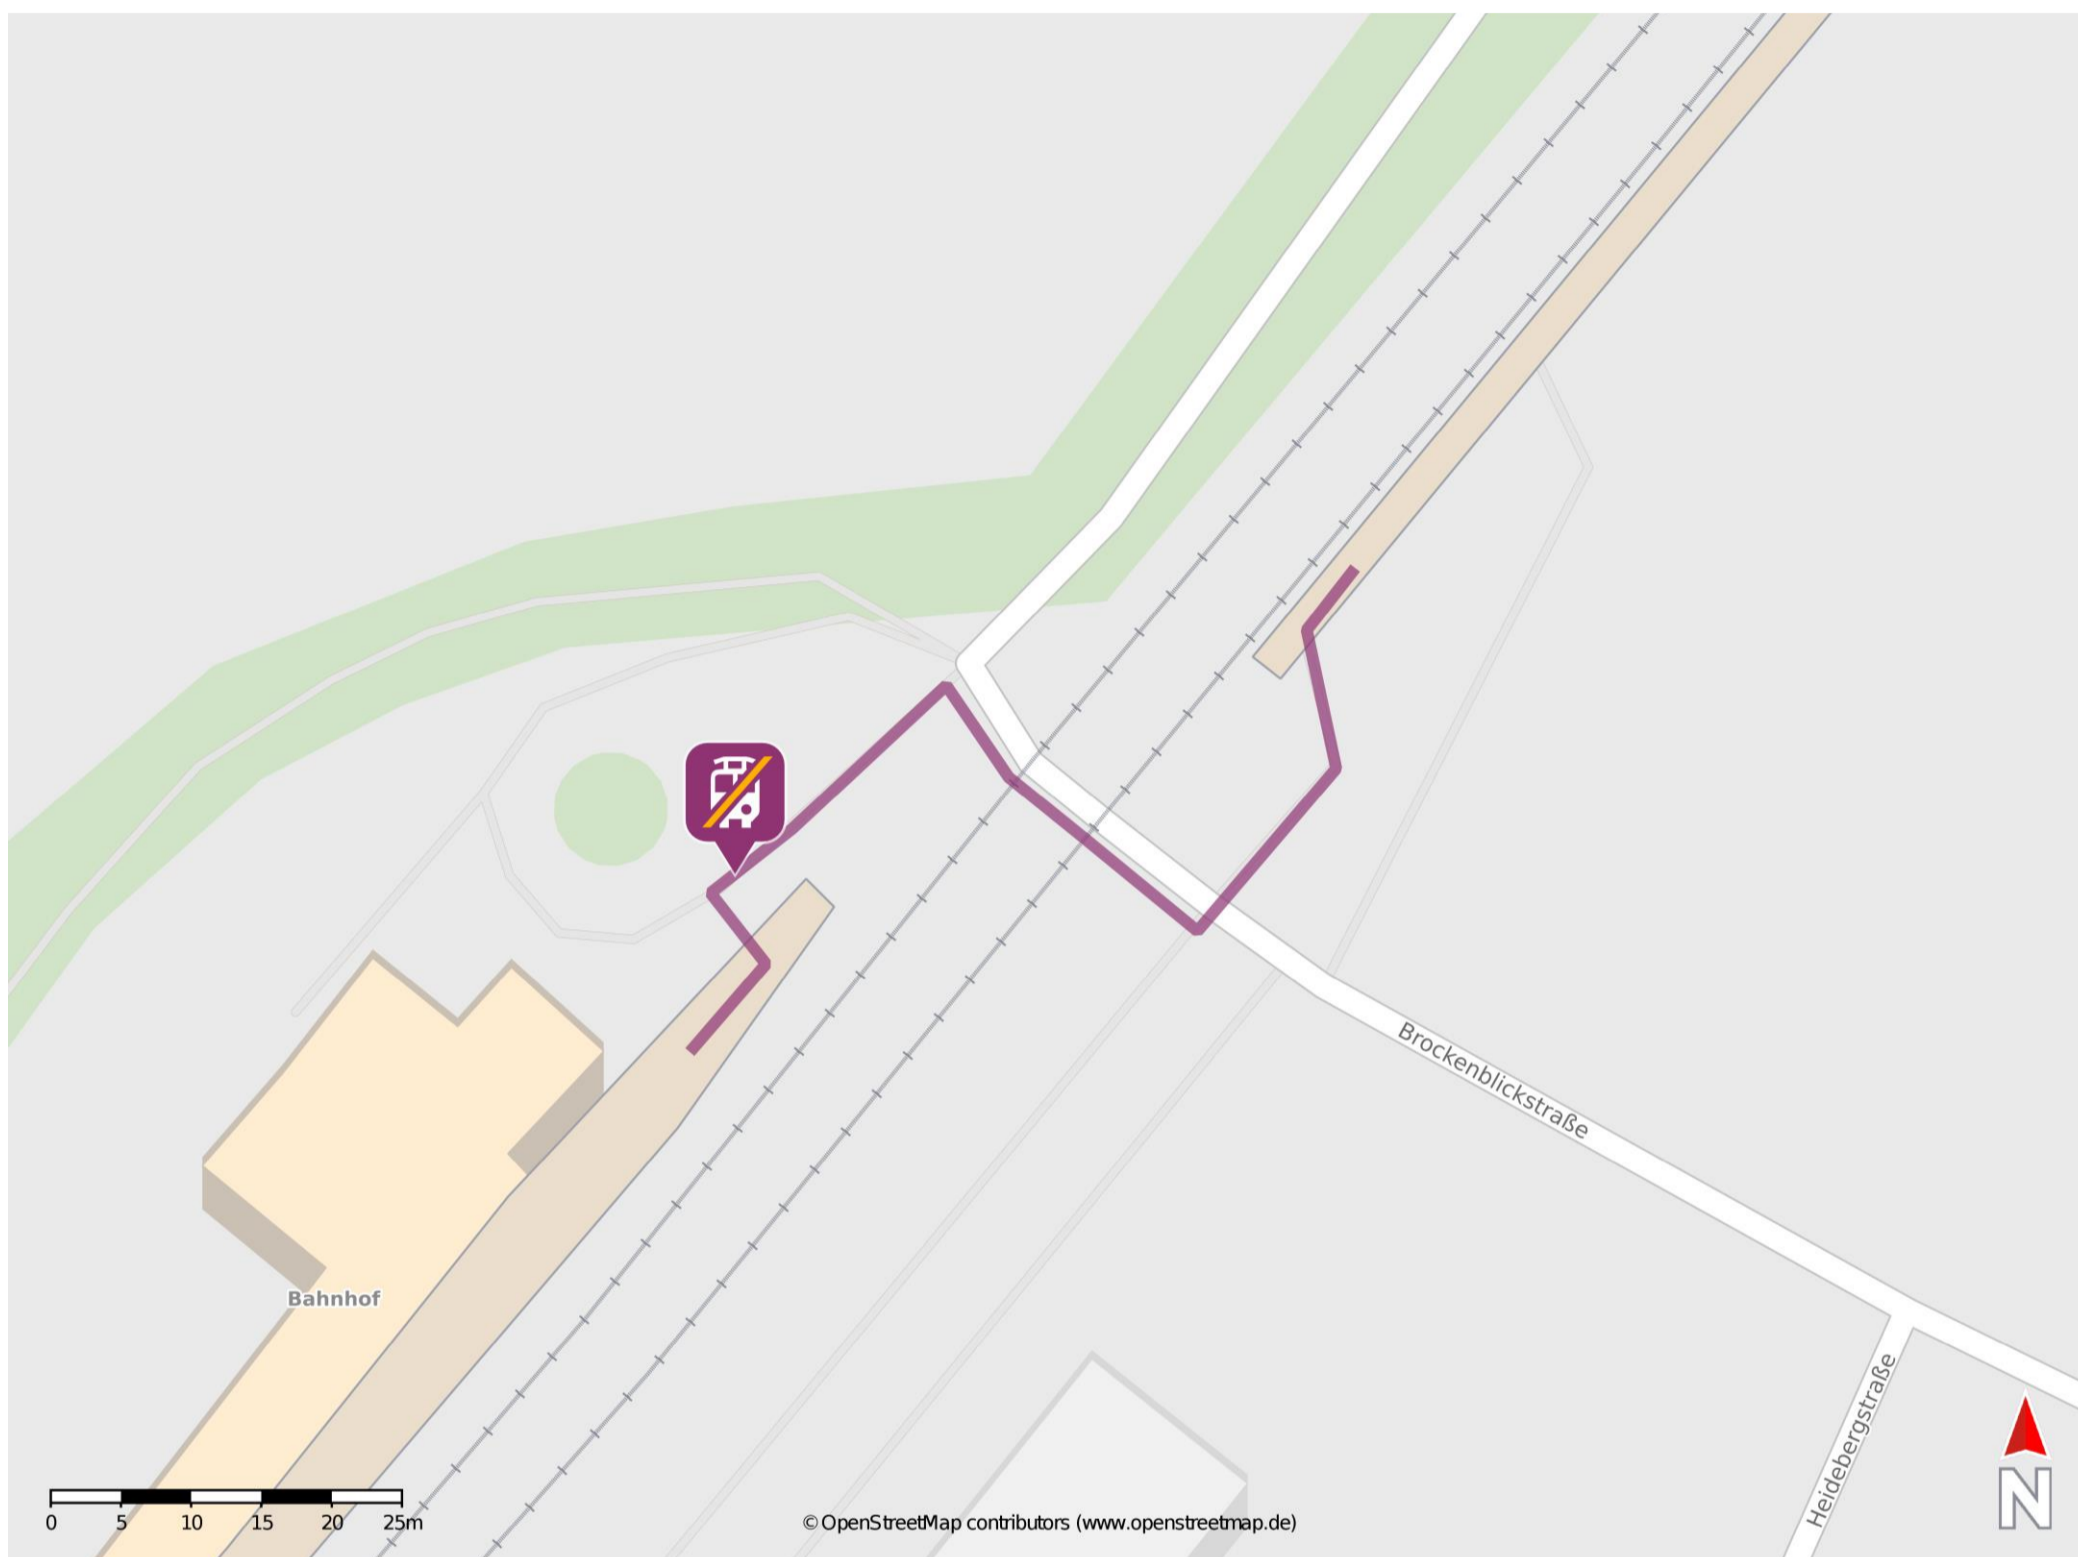 Brockenblickstraße
Bahnhof
Heidebergstraße
0 5 10 15 20 25m
© OpenStreetMap contributors (www.openstreetmap.de)
N